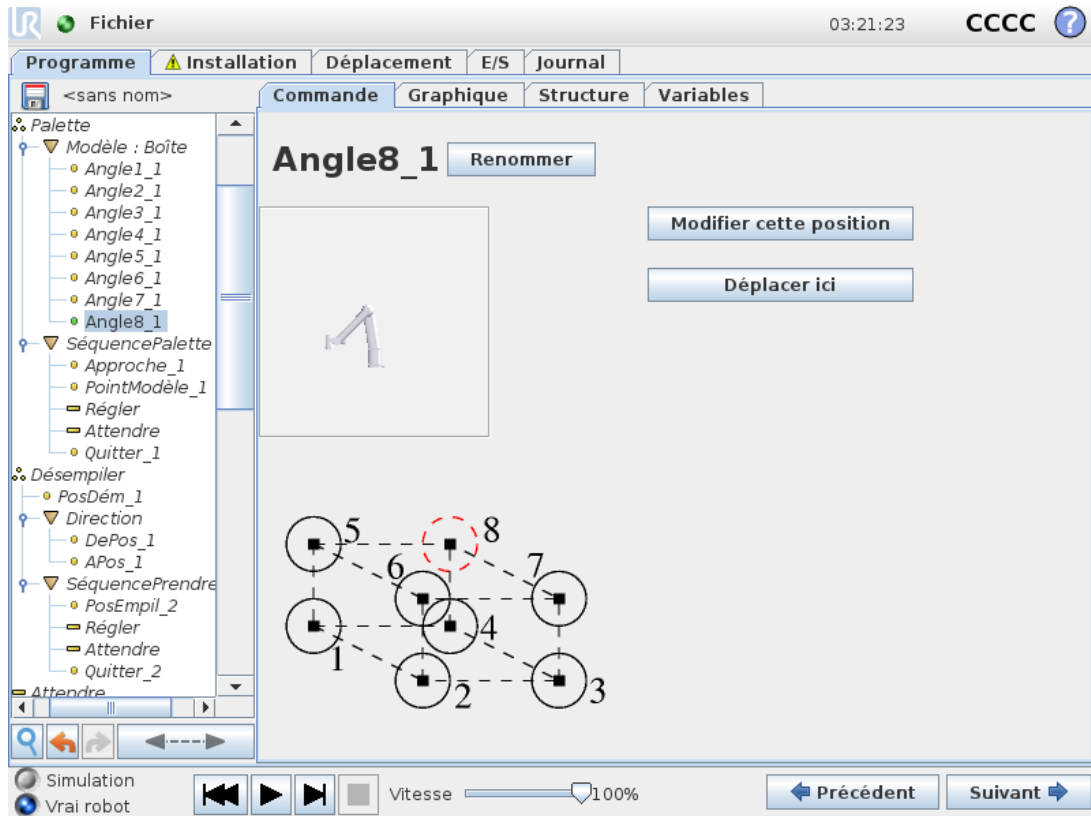 UR Fichier 03:21:23 CCCC ?
Programme Installation Déplacement E/S Journal
<sans nom> Commande Graphique Structure Variables
Palette
Modèle : Boîte
Angle1_1
Angle2_1
Angle3_1
Angle4_1
Angle5_1
Angle6_1
Angle7_1
Angle8_1
SéquencePalette
Approche_1
PointModèle_1
Régler
Attendre
Quitter_1
Désempiler
PosDém_1
Direction
DePos_1
APos_1
SéquencePrendre
PosEmpil_2
Régler
Attendre
Quitter_2
Attendre
Angle8_1 Renommer
Modifier cette position
Déplacer ici
5 8
6 7
1 4
2 3
Simulation
Vrai robot
Vitesse 100%
Précédent Suivant